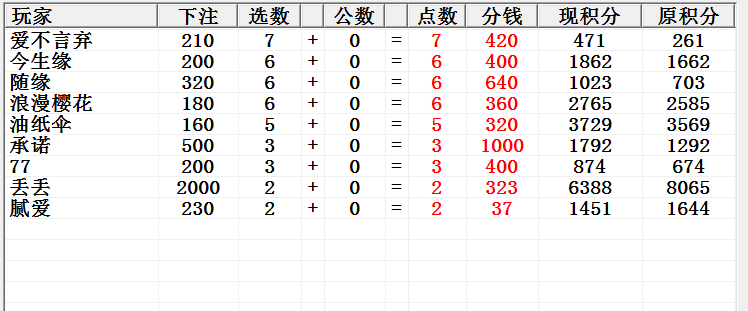 玩家 下注 选数 公数 点数 分钱 现积分 原积分
爱不言弃 210 7 + 0 = 7 420 471 261
今生缘 200 6 + 0 = 6 400 1862 1662
随缘 320 6 + 0 = 6 640 1023 703
浪漫樱花 180 6 + 0 = 6 360 2765 2585
油纸伞 160 5 + 0 = 5 320 3729 3569
承诺 500 3 + 0 = 3 1000 1792 1292
77 200 3 + 0 = 3 400 874 674
丢丢 2000 2 + 0 = 2 323 6388 8065
腻爱 230 2 + 0 = 2 37 1451 1644